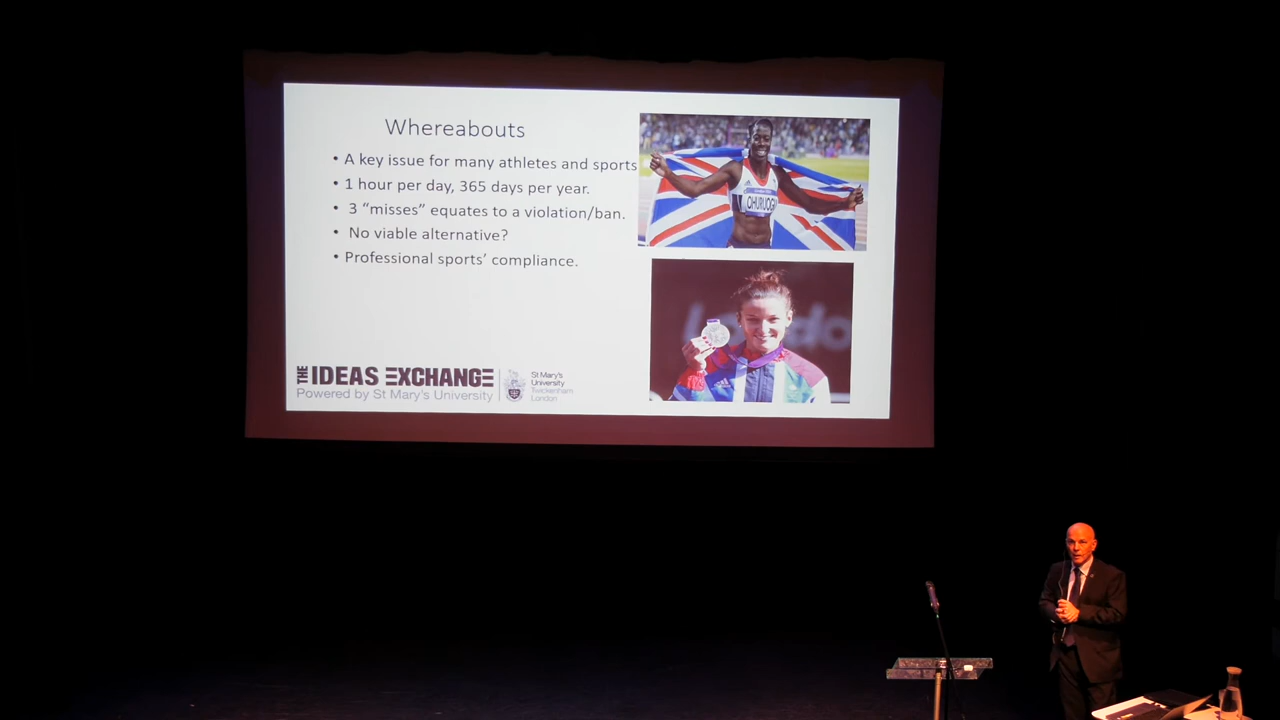 Whereabouts
• A key issue for many athletes and sports
• 1 hour per day, 365 days per year.
• 3 “misses” equates to a violation/ban.
• No viable alternative?
• Professional sports’ compliance.
OHURUOGU
THE IDEAS EXCHANGE
Powered by St Mary's University
St Mary's
University
Twickenham
London